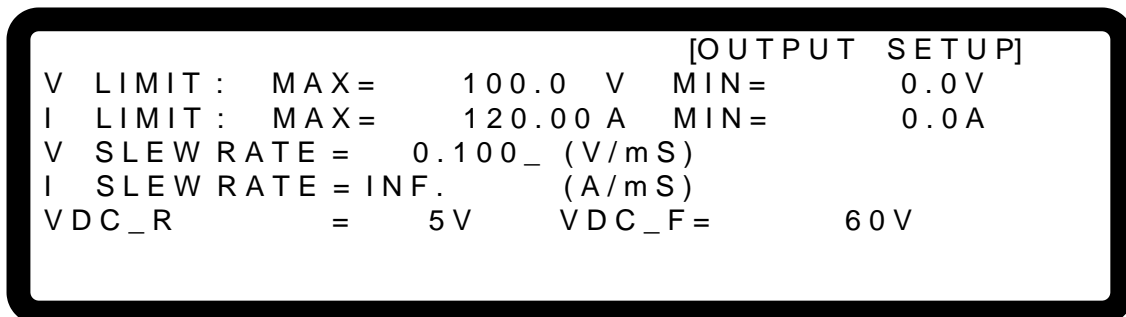 [OUTPUT SETUP]
V LIMIT: MAX= 100.0 V MIN= 0.0V
I LIMIT: MAX= 120.00A MIN= 0.0A
V SLEW RATE= 0.100_ (V/mS)
I SLEW RATE=INF. (A/mS)
VDC_R = 5V VDC_F= 60V